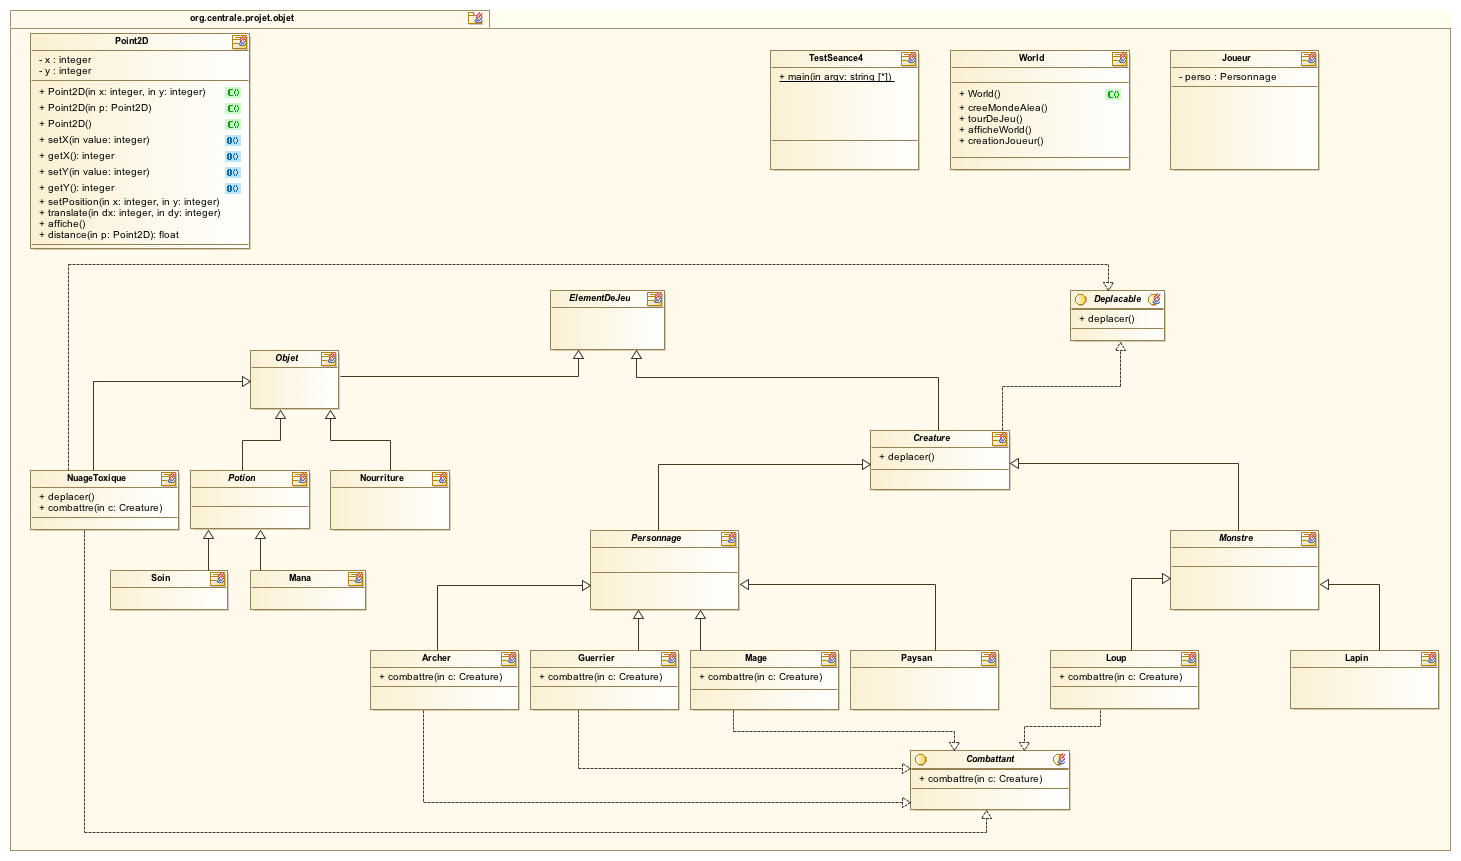 org.centrale.projet.objet
Point2D
- x : integer
- y : integer
+ Point2D(in x: integer, in y: integer)
+ Point2D(in p: Point2D)
+ Point2D()
+ setX(in value: integer)
+ getX(): integer
+ setY(in value: integer)
+ getY(): integer
+ setPosition(in x: integer, in y: integer)
+ translate(in dx: integer, in dy: integer)
+ affiche()
+ distance(in p: Point2D): float
TestSeance4
+ main(in argv: string [*])
World
+ World()
+ creeMondeAlea()
+ tourDeJeu()
+ afficheWorld()
+ creationJoueur()
Joueur
- perso : Personnage
ElementDeJeu
Deplacable
+ deplacer()
Objet
Creature
+ deplacer()
NuageToxique
+ deplacer()
+ combattre(in c: Creature)
Potion
Nourriture
Personnage
Monstre
Soin
Mana
Archer
+ combattre(in c: Creature)
Guerrier
+ combattre(in c: Creature)
Mage
+ combattre(in c: Creature)
Paysan
Loup
+ combattre(in c: Creature)
Lapin
Combattant
+ combattre(in c: Creature)